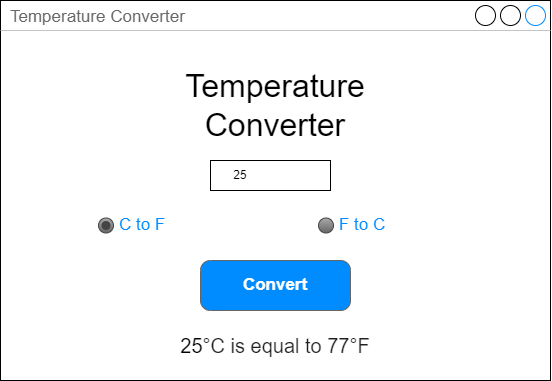 Temperature Converter
Temperature
Converter
25
C to F
F to C
Convert
25°C is equal to 77°F